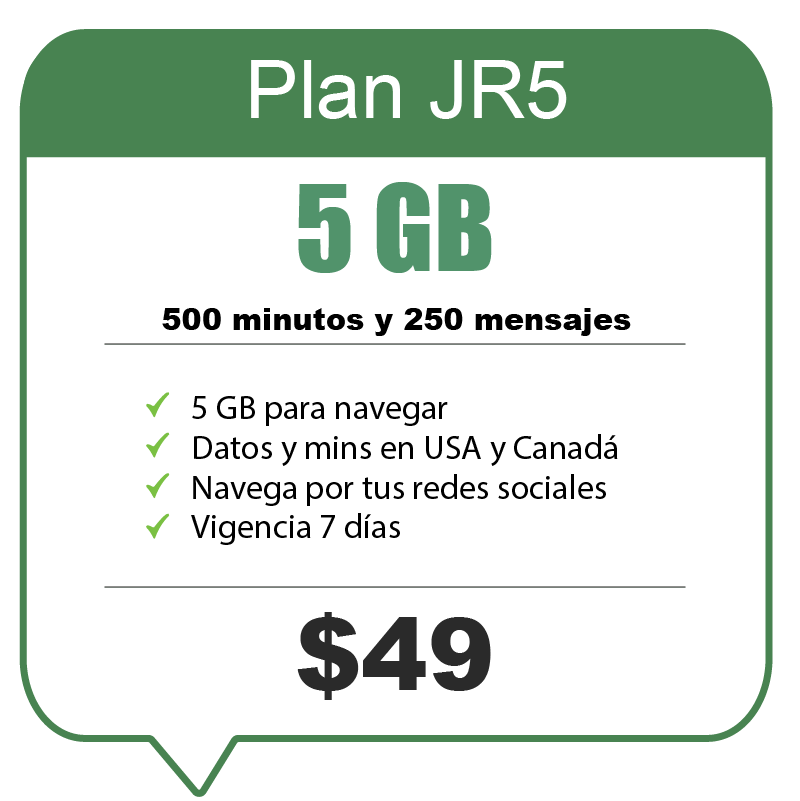 Plan JR5
5 GB
500 minutos y 250 mensajes
5 GB para navegar
Datos y mins en USA y Canadá
Navega por tus redes sociales
Vigencia 7 días
$49